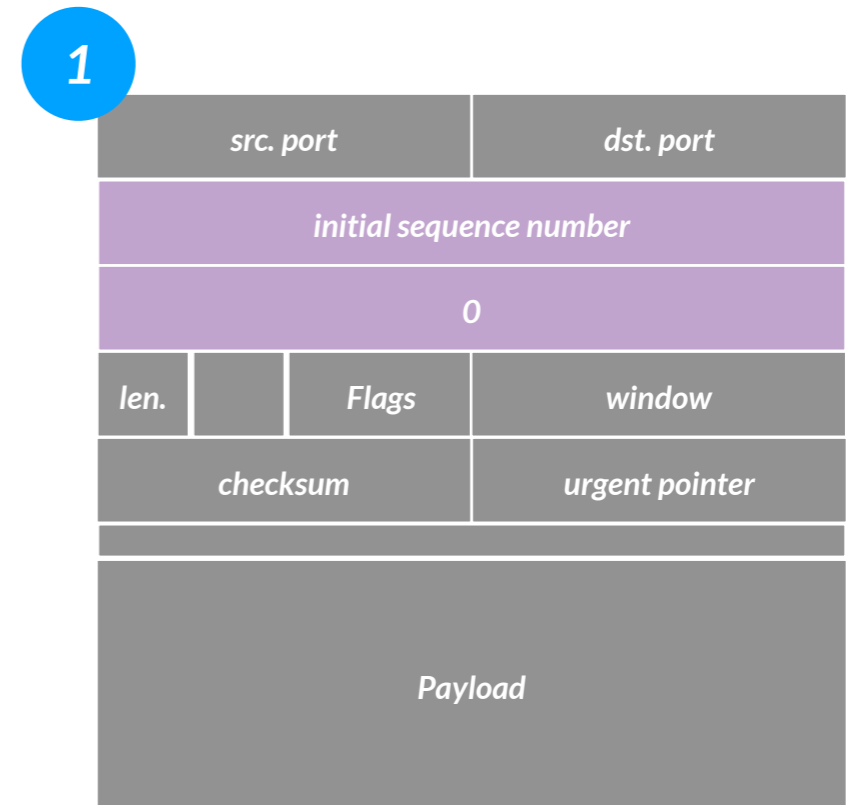 1
src. port dst. port
initial sequence number
0
len. Flags window
checksum urgent pointer
Payload